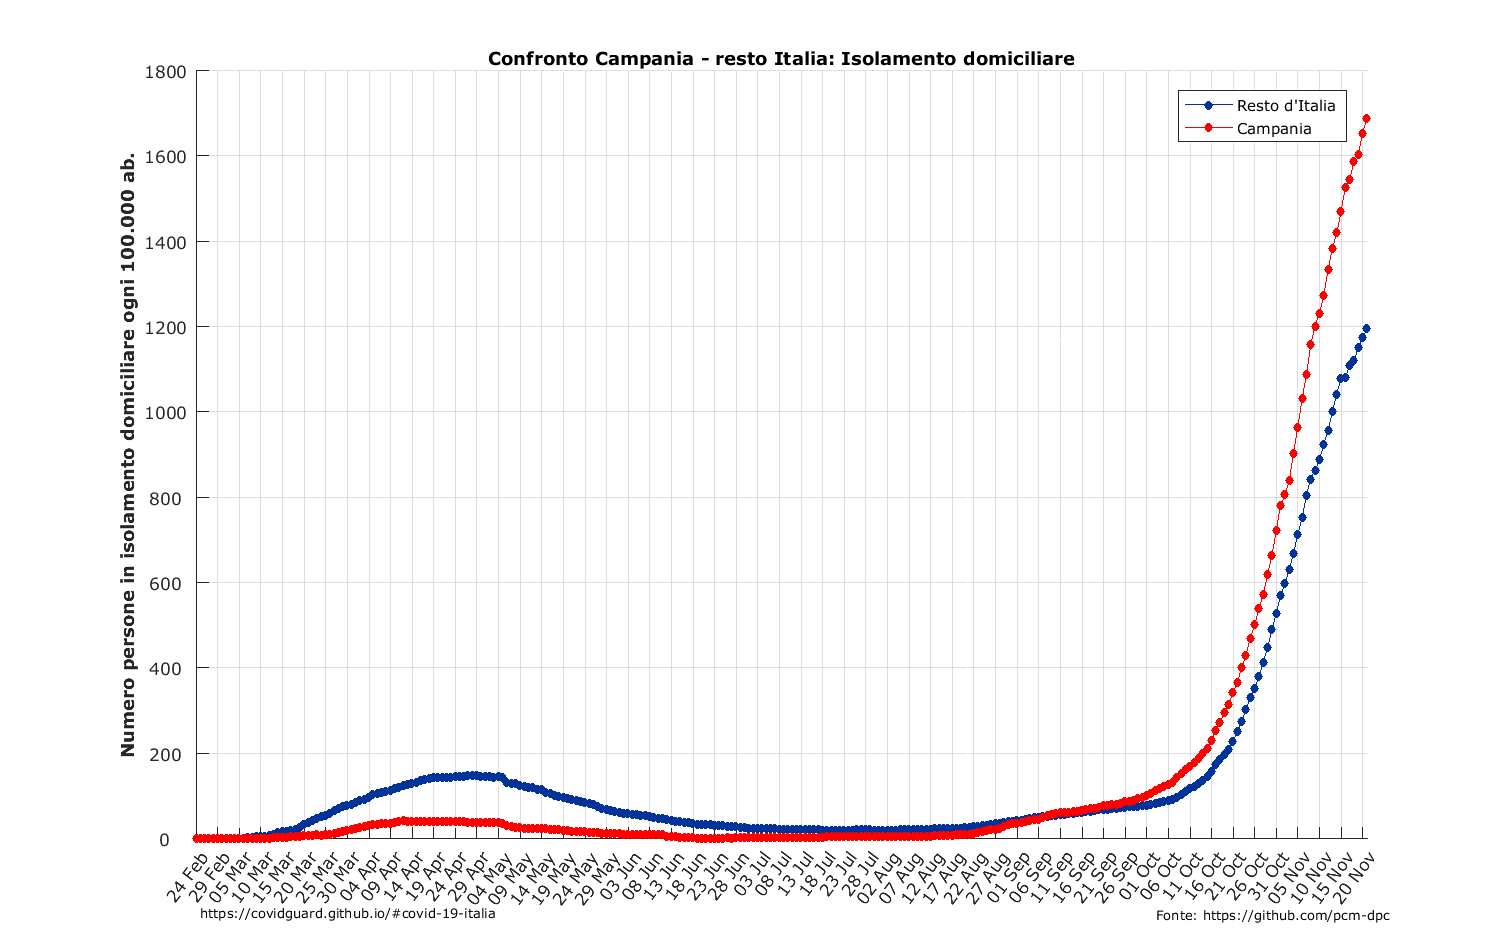 Confronto Campania - resto Italia: Isolamento domiciliare
Numero persone in isolamento domiciliare ogni 100.000 ab.
1800
1600
1400
1200
1000
800
600
400
200
0
Resto d'Italia
Campania
24 Feb
29 Feb
05 Mar
10 Mar
15 Mar
20 Mar
25 Mar
30 Mar
04 Apr
09 Apr
14 Apr
19 Apr
24 Apr
29 Apr
04 May
09 May
14 May
19 May
24 May
29 May
03 Jun
08 Jun
13 Jun
18 Jun
23 Jun
28 Jun
03 Jul
08 Jul
13 Jul
18 Jul
23 Jul
28 Jul
02 Aug
07 Aug
12 Aug
17 Aug
22 Aug
27 Aug
01 Sep
06 Sep
11 Sep
16 Sep
21 Sep
26 Sep
01 Oct
06 Oct
11 Oct
16 Oct
21 Oct
26 Oct
31 Oct
05 Nov
10 Nov
15 Nov
20 Nov
https://covidguard.github.io/#covid-19-italia
Fonte: https://github.com/pcm-dpc